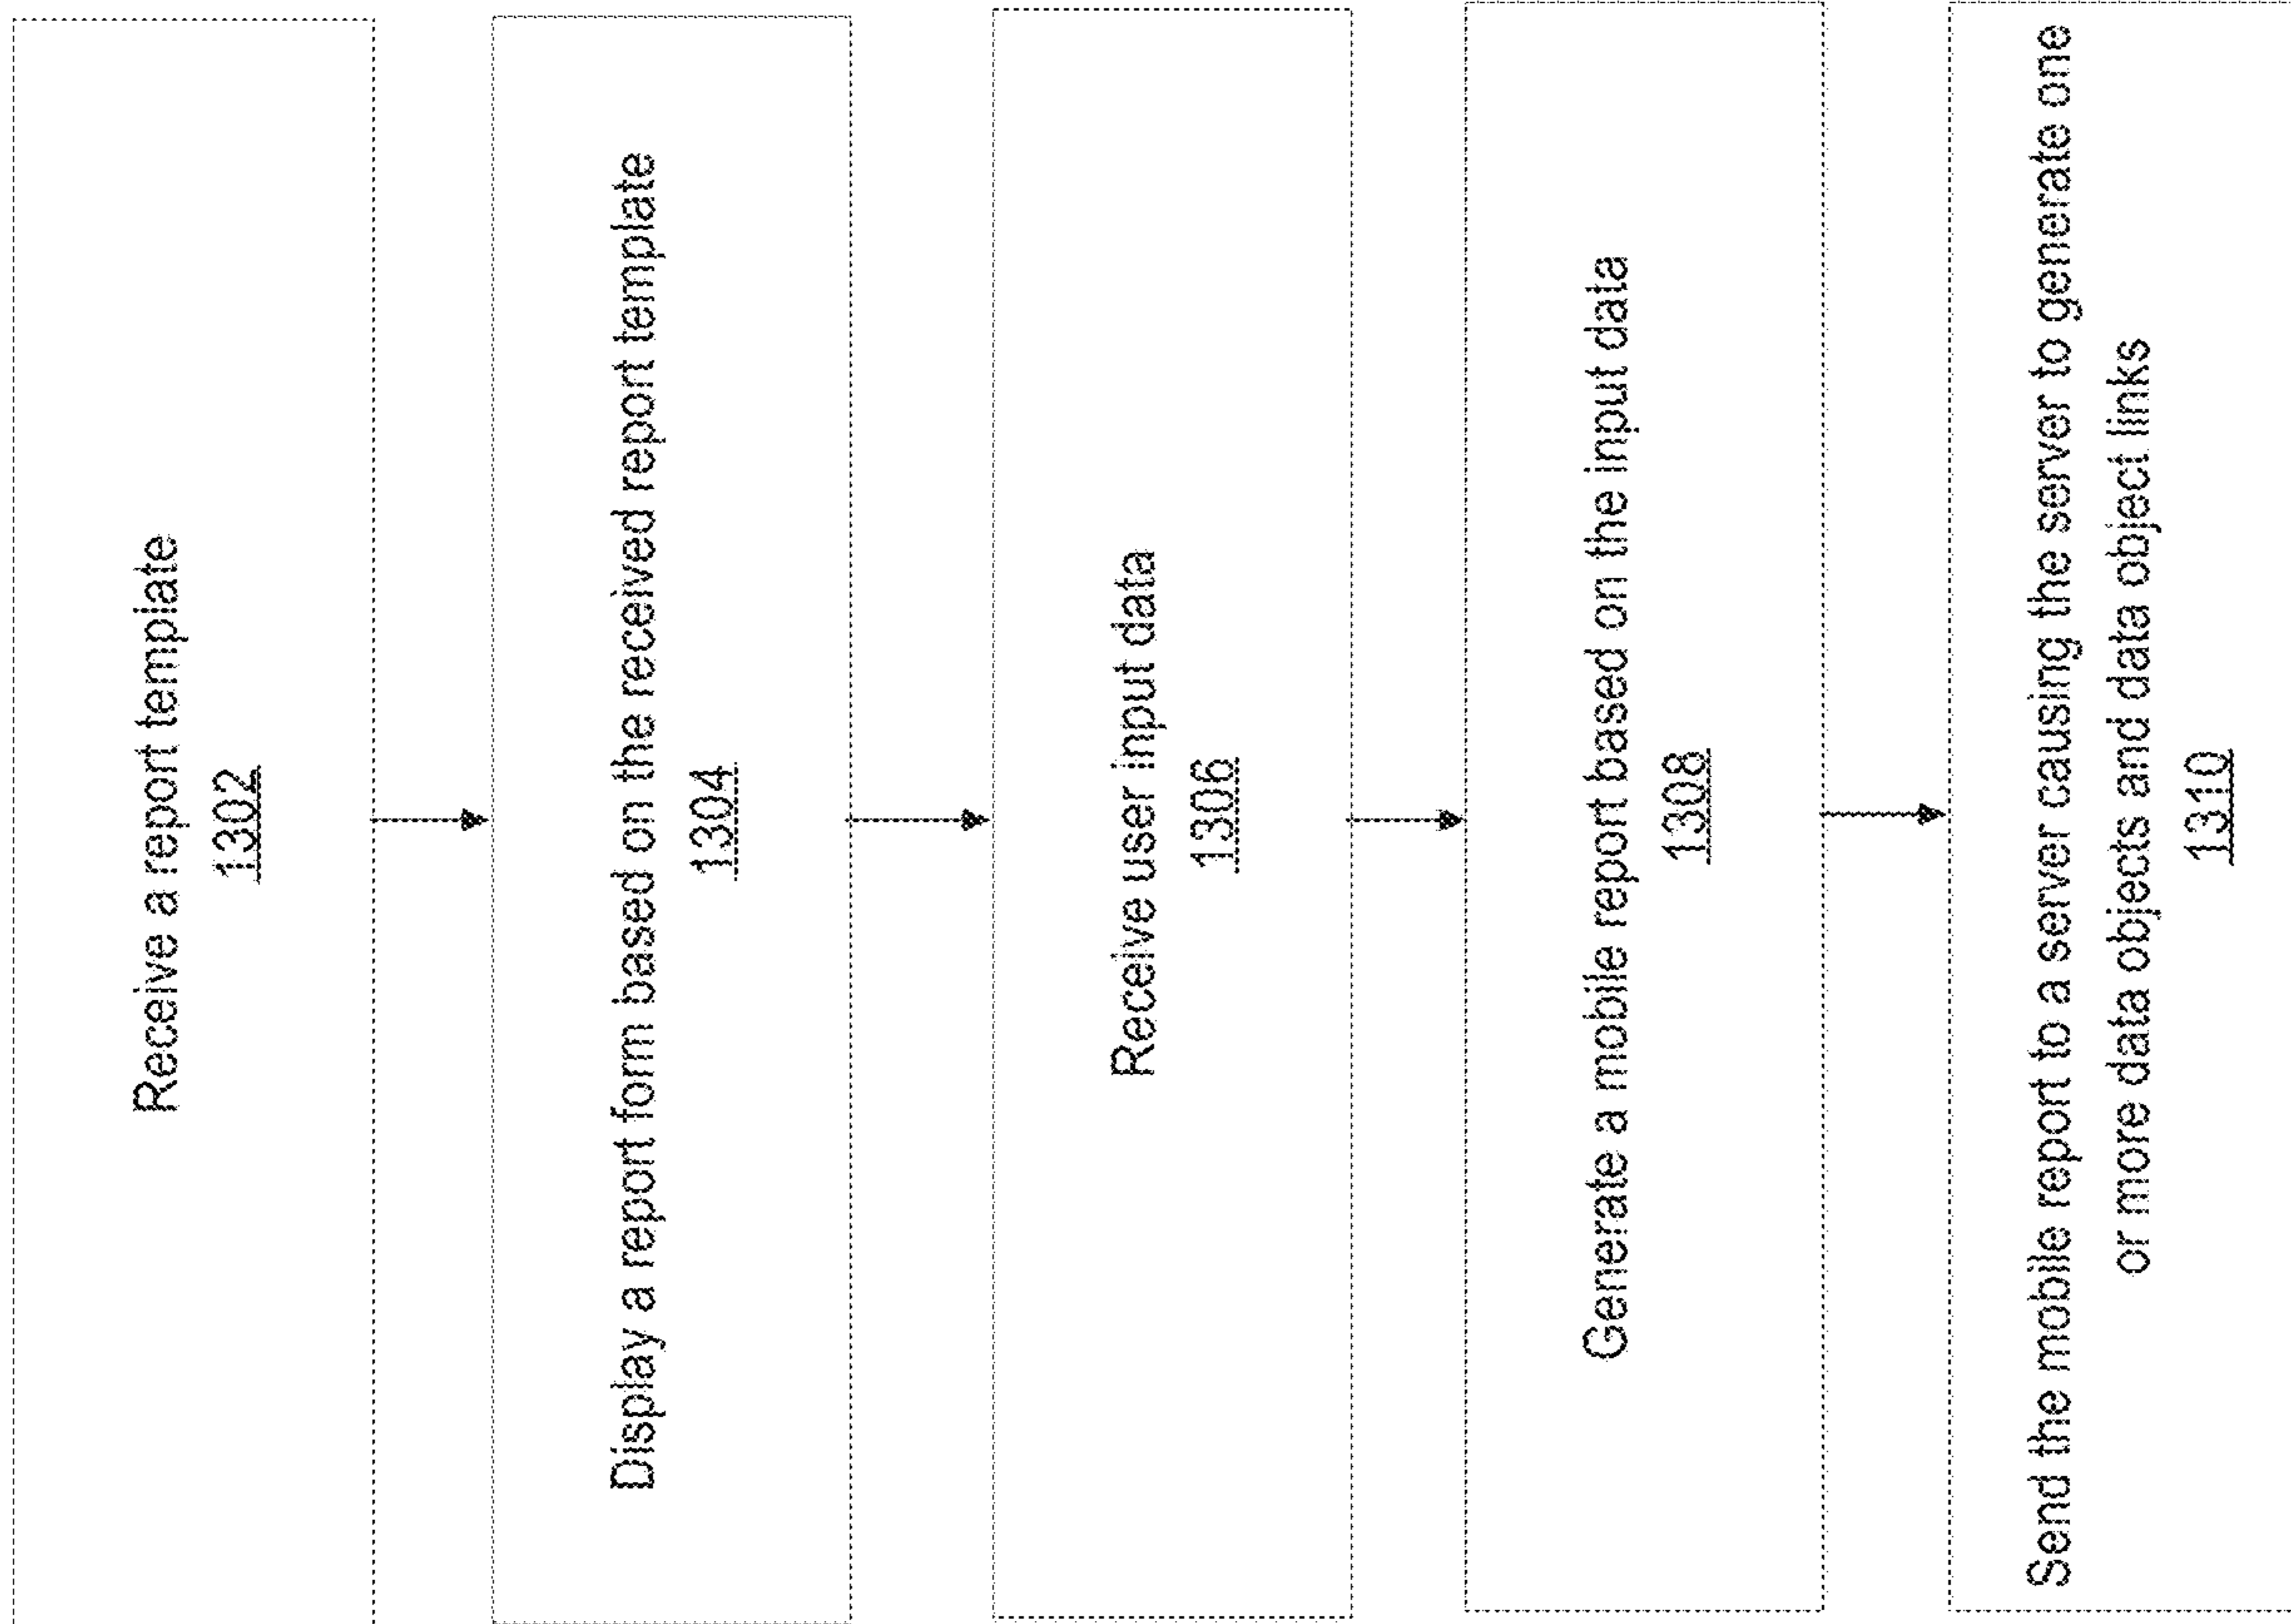 Receive a report template
1302
Display a report form based on the received report template
1304
Receive user input data
1306
Generate a mobile report based on the input data
1308
Send the mobile report to a server causing the server to generate one
or more data objects and data object links
1310